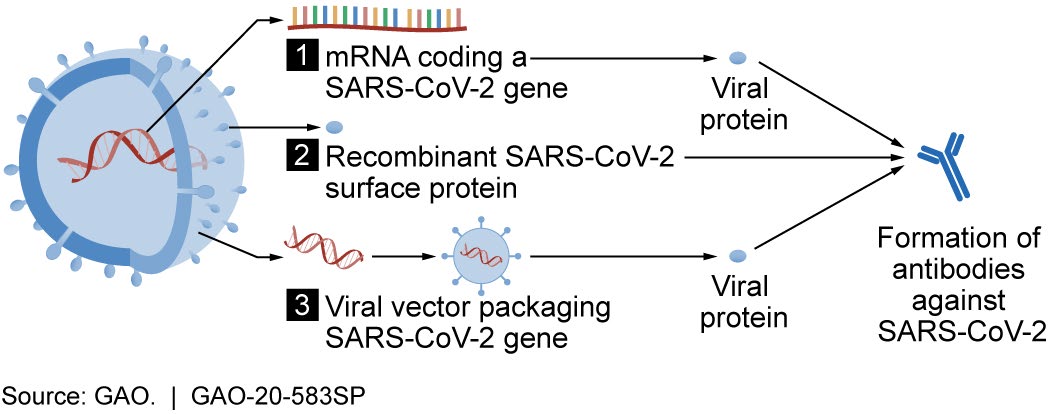 1 mRNA coding a
SARS-CoV-2 gene
Viral
protein
2 Recombinant SARS-CoV-2
surface protein
3 Viral vector packaging
SARS-CoV-2 gene
Viral
protein
Formation of
antibodies
against
SARS-CoV-2
Source: GAO. | GAO-20-583SP